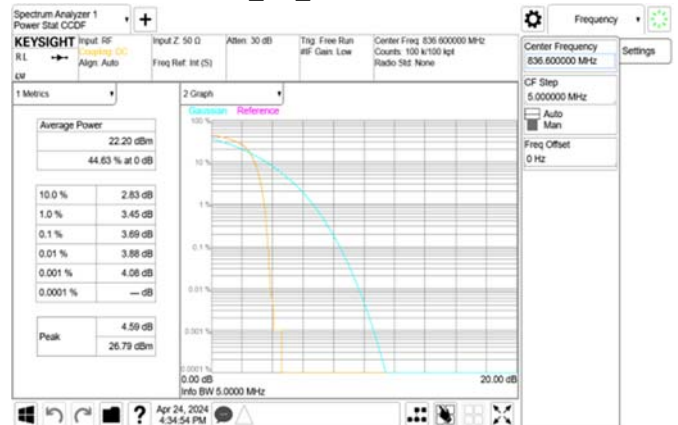 Spectrum Analyzer 1
Power Stat CCDF
Frequency
KEYSIGHT
RL
Input: RF
Coupling: DC
Align: Auto
Input Z: 50 Ω
Freq Ref: Int (S)
Atten: 30 dB
Trig: Free Run
#IF Gain: Low
Center Freq: 836.600000 MHz
Counts: 100 k/100 kpt
Radio Std: None
Center Frequency
836.600000 MHz
Settings
CF Step
5.000000 MHz
Auto
Man
Freq Offset
0 Hz
1 Metrics
Average Power
22.20 dBm
44.63 % at 0 dB
10.0 % 2.83 dB
1.0 % 3.45 dB
0.1 % 3.69 dB
0.01 % 3.88 dB
0.001 % 4.08 dB
0.0001 % --- dB
Peak 4.59 dB
26.79 dBm
2 Graph
Gaussian Reference
100 %
10 %
1 %
0.1 %
0.01 %
0.001 %
0.0001 %
0.00 dB 20.00 dB
Info BW 5.0000 MHz
Apr 24, 2024
4:34:54 PM